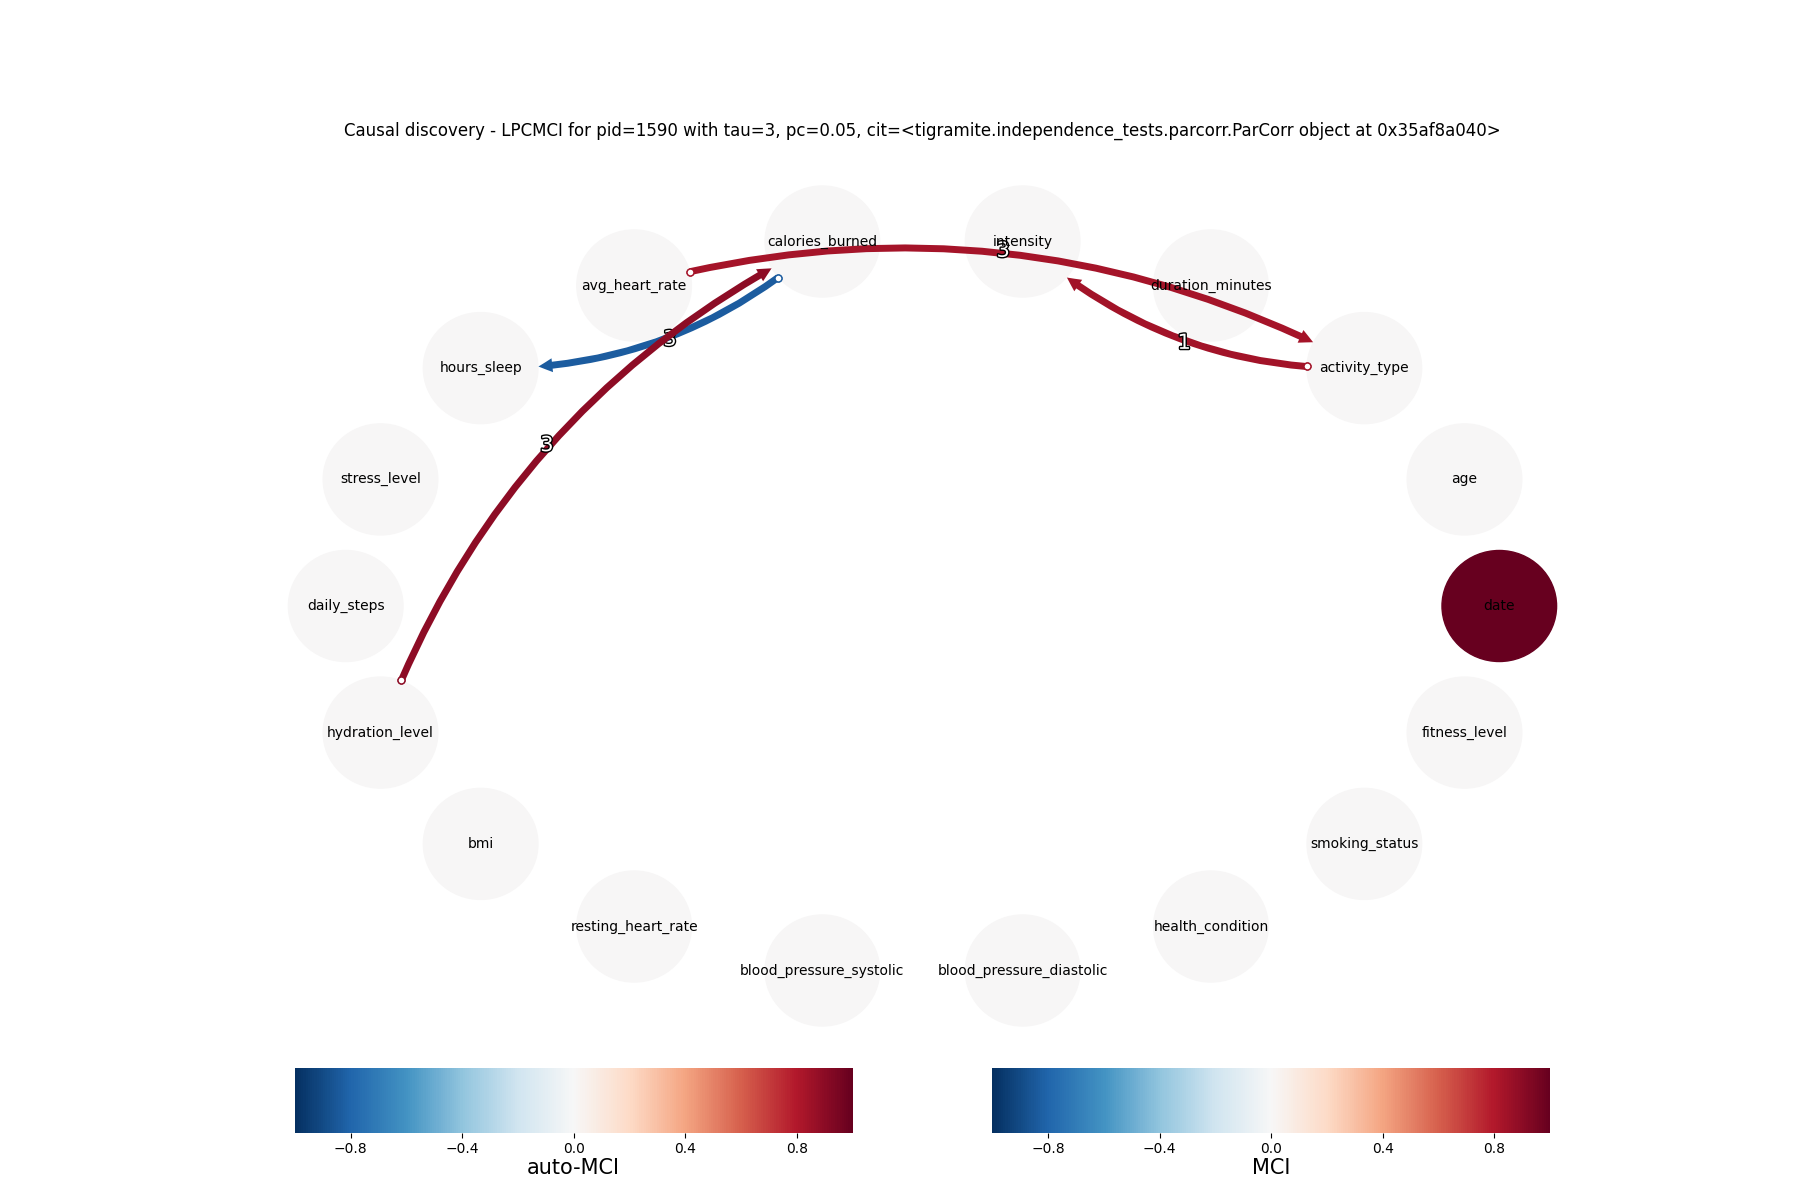 Causal discovery - LPCMCI for pid=1590 with tau=3, pc=0.05, cit=<tigramite.independence_tests.parcorr.ParCorr object at 0x35af8a040>
calories_burned
intensity
3
avg_heart_rate
duration_minutes
3
1
hours_sleep
activity_type
3
stress_level
age
daily_steps
date
hydration_level
fitness_level
bmi
smoking_status
resting_heart_rate
health_condition
blood_pressure_systolic
blood_pressure_diastolic
−0.8 −0.4 0.0 0.4 0.8
auto-MCI
−0.8 −0.4 0.0 0.4 0.8
MCI